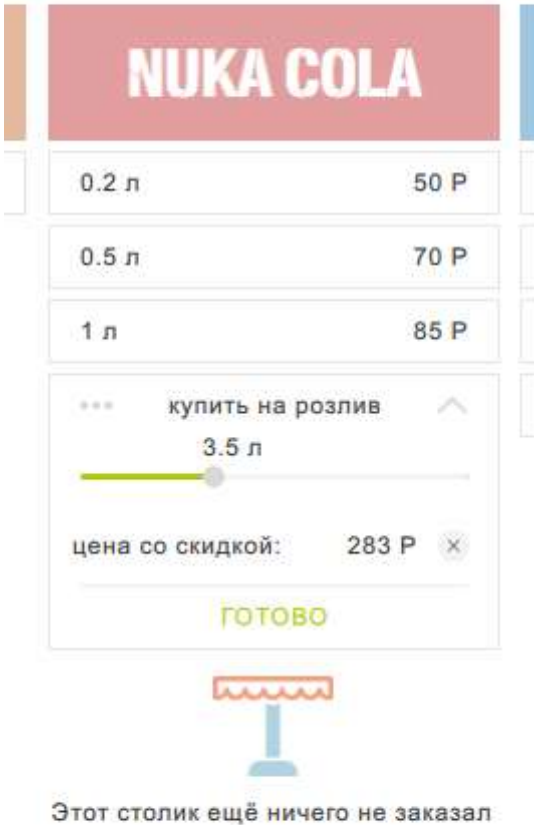 NUKA COLA
0.2 л 50 Р
0.5 л 70 Р
1 л 85 Р
купить на розлив
3.5 л
цена со скидкой: 283 Р
ГОТОВО
Этот столик ещё ничего не заказал